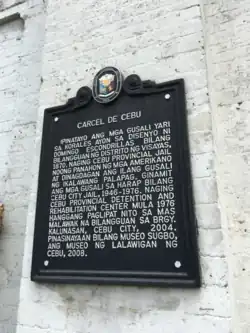 CARCEL DE CEBU
IPINATAYO ANG MGA GUSALI YARI
SA KORALES AYON SA DISENYO NI
DOMINGO ESCONDRILLAS BILANG
BILANGGUAN NG DISTRITO NG VISAYAS,
1870. NAGING CEBU PROVINCIAL JAIL
NOONG PANAHON NG MGA AMERIKANO
AT DINAGDAGAN ANG ILANG GUSALI
NG IKALAWANG PALAPAG. GINAMIT
ANG MGA GUSALI SA HARAP BILANG
CEBU CITY JAIL, 1946-1976. NAGING
CEBU PROVINCIAL DETENTION AND
REHABILITATION CENTER MULA 1976
HANGGANG PAGLIPAT NITO SA MAS
MALAWAK NA BILANGGUAN SA BRGY.
KALUNASAN, CEBU CITY, 2004.
PINASINAYAAN BILANG MUSEO SUGBO,
ANG MUSEO NG LALAWIGAN NG
CEBU, 2008.